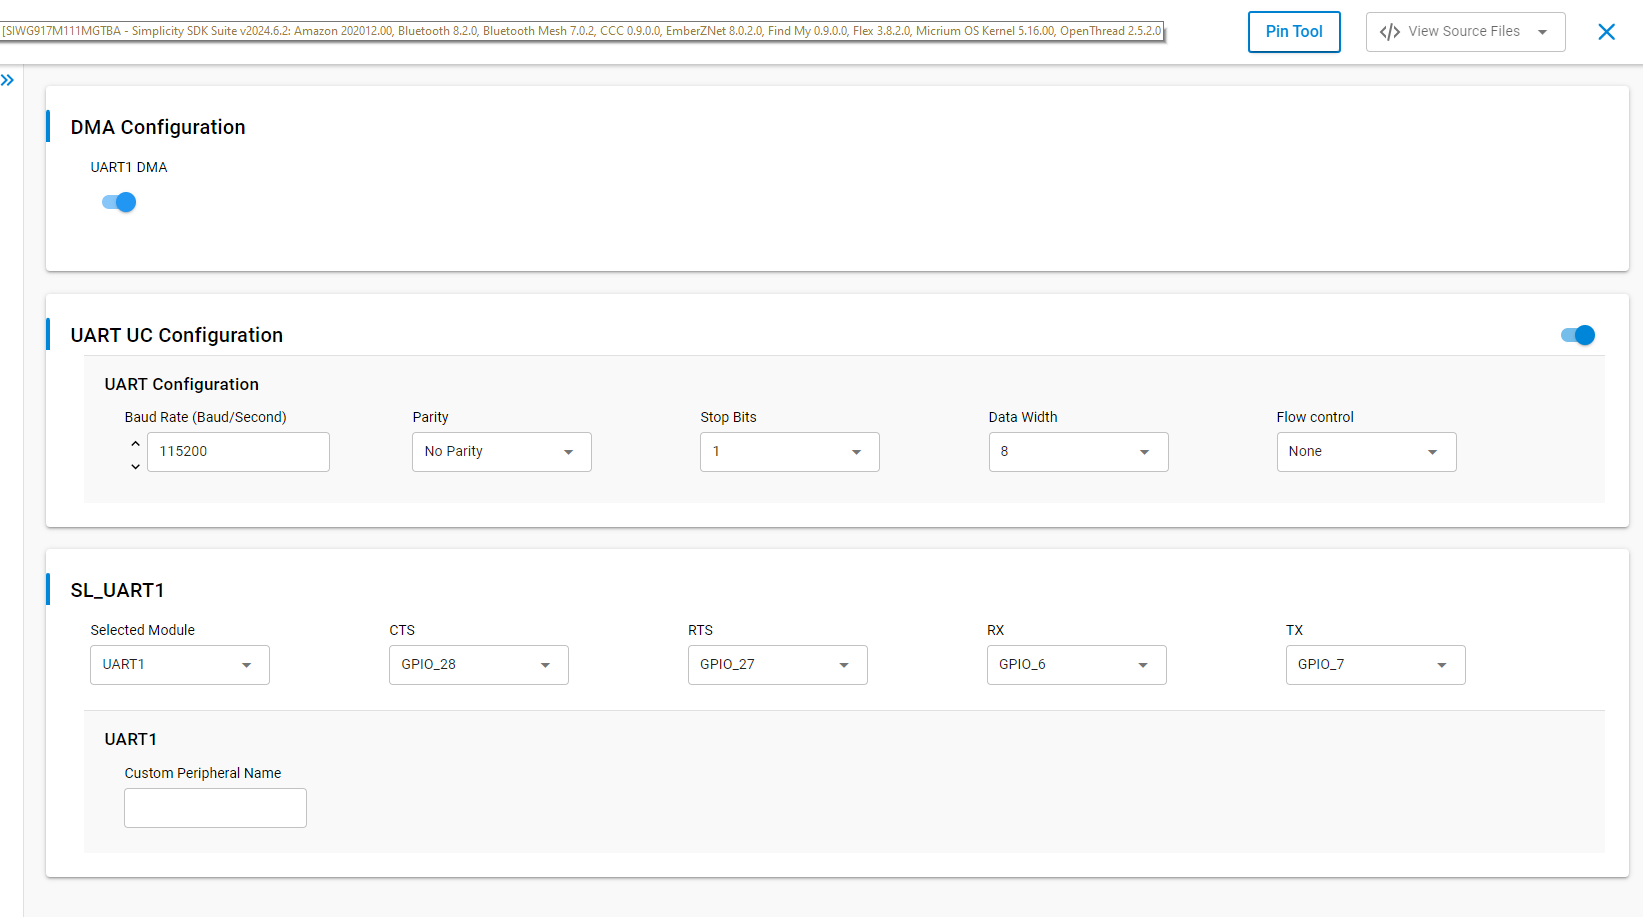 [SIWG917M111MGTBA - Simplicity SDK Suite v2024.6.2: Amazon 202012.00, Bluetooth 8.2.0, Bluetooth Mesh 7.0.2, CCC 0.9.0.0, EmberZNet 8.0.2.0, Find My 0.9.0.0, Flex 3.8.2.0, Micrium OS Kernel 5.16.00, OpenThread 2.5.2.0
Pin Tool
View Source Files
DMA Configuration
UART1 DMA
UART UC Configuration
UART Configuration
Baud Rate (Baud/Second) Parity Stop Bits Data Width Flow control
115200 No Parity 1 8 None
SL_UART1
Selected Module CTS RTS RX TX
UART1 GPIO_28 GPIO_27 GPIO_6 GPIO_7
UART1
Custom Peripheral Name